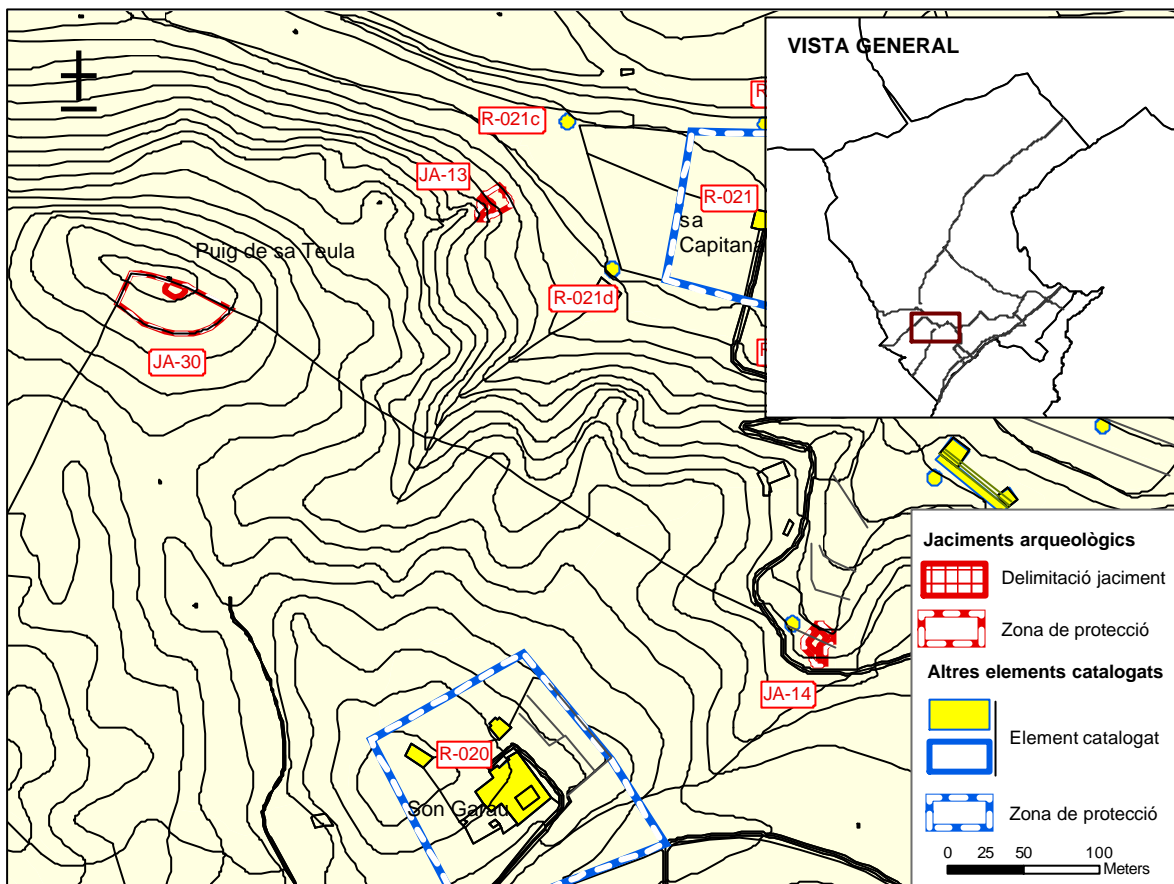 VISTA GENERAL
R-021c
JA-13
R-021
sa
Capitana
Puig de sa Teula
R-021d
JA-30
JA-14
R-020
Son Garau
Jaciments arqueològics
Delimitació jaciment
Zona de protecció
Altres elements catalogats
Element catalogat
Zona de protecció
0 25 50 100
Meters